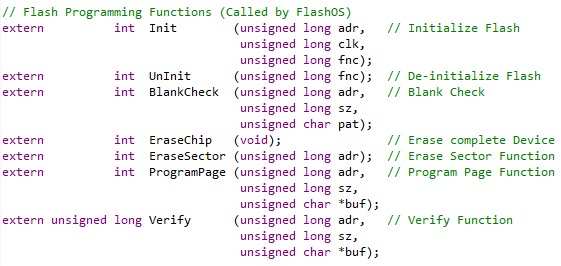 // Flash Programming Functions (Called by FlashOS)
extern          int  Init        (unsigned long adr,   // Initialize Flash
                                  unsigned long clk,
                                  unsigned long fnc);
extern          int  UnInit      (unsigned long fnc);  // De-initialize Flash
extern          int  BlankCheck  (unsigned long adr,   // Blank Check
                                  unsigned long sz,
                                  unsigned char pat);
extern          int  EraseChip   (void);               // Erase complete Device
extern          int  EraseSector (unsigned long adr);  // Erase Sector Function
extern          int  ProgramPage (unsigned long adr,   // Program Page Function
                                  unsigned long sz,
                                  unsigned char *buf);
extern unsigned long Verify      (unsigned long adr,   // Verify Function
                                  unsigned long sz,
                                  unsigned char *buf);